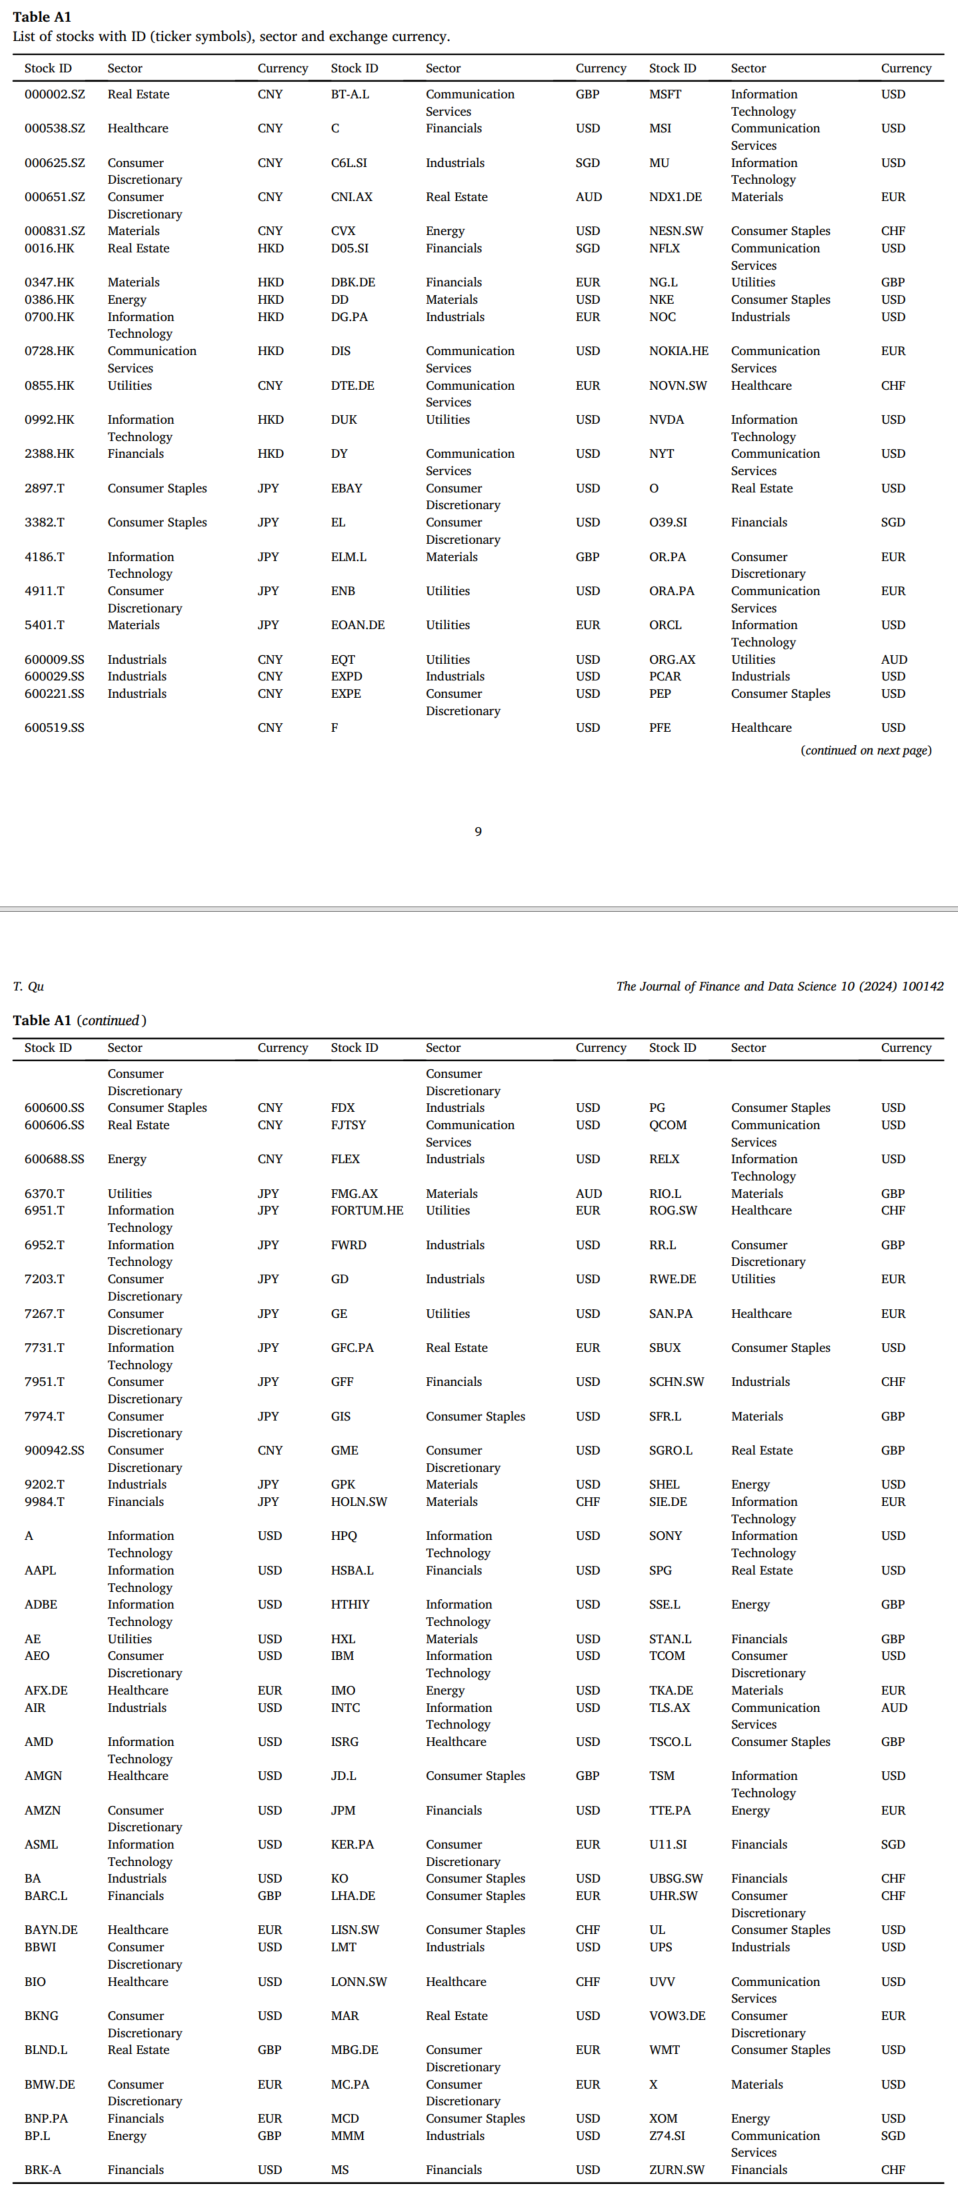 Table A1
List of stocks with ID (ticker symbols), sector and exchange currency.
Stock ID Sector Currency Stock ID Sector Currency Stock ID Sector Currency
000002.SZ Real Estate CNY BT-A.L Communication GBP MSFT Information USD
Services Technology
000538.SZ Healthcare CNY C Financials USD MSI Communication USD
Services
000625.SZ Consumer CNY C6L.SI Industrials SGD MU Information USD
Discretionary Technology
000651.SZ Consumer CNY CNI.AX Real Estate AUD NDX1.DE Materials EUR
Discretionary
000831.SZ Materials CNY CVX Energy USD NESN.SW Consumer Staples CHF
0016.HK Real Estate HKD D05.SI Financials SGD NFLX Communication USD
Services
0347.HK Materials HKD DBK.DE Financials EUR NG.L Utilities GBP
0386.HK Energy HKD DD Materials USD NKE Consumer Staples USD
0700.HK Information HKD DG.PA Industrials EUR NOC Industrials USD
Technology
0728.HK Communication HKD DIS Communication USD NOKIA.HE Communication EUR
Services Services Services
0855.HK Utilities CNY DTE.DE Communication EUR NOVN.SW Healthcare CHF
Services
0992.HK Information HKD DUK Utilities USD NVDA Information USD
Technology Technology
2388.HK Financials HKD DY Communication USD NYT Communication USD
Services Services
2897.T Consumer Staples JPY EBAY Consumer USD O Real Estate USD
Discretionary
3382.T Consumer Staples JPY EL Consumer USD O39.SI Financials SGD
Discretionary
4186.T Information JPY ELM.L Materials GBP OR.PA Consumer EUR
Technology Discretionary
4911.T Consumer JPY ENB Utilities USD ORA.PA Communication EUR
Discretionary Services
5401.T Materials JPY EOAN.DE Utilities EUR ORCL Information USD
Technology
600009.SS Industrials CNY EQT Utilities USD ORG.AX Utilities AUD
600029.SS Industrials CNY EXPD Industrials USD PCAR Industrials USD
600221.SS Industrials CNY EXPE Consumer USD PEP Consumer Staples USD
Discretionary
600519.SS CNY F USD PFE Healthcare USD
(continued on next page)
9
T. Qu The Journal of Finance and Data Science 10 (2024) 100142
Table A1 (continued)
Stock ID Sector Currency Stock ID Sector Currency Stock ID Sector Currency
Consumer Consumer
Discretionary Discretionary
600600.SS Consumer Staples CNY FDX Industrials USD PG Consumer Staples USD
600606.SS Real Estate CNY FJTSY Communication USD QCOM Communication USD
Services Services
600688.SS Energy CNY FLEX Industrials USD RELX Information USD
Technology
6370.T Utilities JPY FMG.AX Materials AUD RIO.L Materials GBP
6951.T Information JPY FORTUM.HE Utilities EUR ROG.SW Healthcare CHF
Technology
6952.T Information JPY FWRD Industrials USD RR.L Consumer GBP
Technology Discretionary
7203.T Consumer JPY GD Industrials USD RWE.DE Utilities EUR
Discretionary
7267.T Consumer JPY GE Utilities USD SAN.PA Healthcare EUR
Discretionary
7731.T Information JPY GFC.PA Real Estate EUR SBUX Consumer Staples USD
Technology
7951.T Consumer JPY GFF Financials USD SCHN.SW Industrials CHF
Discretionary
7974.T Consumer JPY GIS Consumer Staples USD SFR.L Materials GBP
Discretionary
900942.SS Consumer CNY GME Consumer USD SGRO.L Real Estate GBP
Discretionary Discretionary
9202.T Industrials JPY GPK Materials USD SHEL Energy USD
9984.T Financials JPY HOLN.SW Materials CHF SIE.DE Information EUR
Technology
A Information USD HPQ Information USD SONY Information USD
Technology Technology Technology
AAPL Information USD HSBA.L Financials USD SPG Real Estate USD
Technology
ADBE Information USD HTHIY Information USD SSE.L Energy GBP
Technology Technology
AE Utilities USD HXL Materials USD STAN.L Financials GBP
AEO Consumer USD IBM Information USD TCOM Consumer USD
Discretionary Technology Discretionary
AFX.DE Healthcare EUR IMO Energy USD TKA.DE Materials EUR
AIR Industrials USD INTC Information USD TLS.AX Communication AUD
Technology Services
AMD Information USD ISRG Healthcare USD TSCO.L Consumer Staples GBP
Technology
AMGN Healthcare USD JD.L Consumer Staples GBP TSM Information USD
Technology
AMZN Consumer USD JPM Financials USD TTE.PA Energy EUR
Discretionary
ASML Information USD KER.PA Consumer EUR U11.SI Financials SGD
Technology Discretionary
BA Industrials USD KO Consumer Staples USD UBSG.SW Financials CHF
BARC.L Financials GBP LHA.DE Consumer Staples EUR UHR.SW Consumer CHF
Discretionary
BAYN.DE Healthcare EUR LISN.SW Consumer Staples CHF UL Consumer Staples USD
BBWI Consumer USD LMT Industrials USD UPS Industrials USD
Discretionary
BIO Healthcare USD LONN.SW Healthcare CHF UVV Communication USD
Services
BKNG Consumer USD MAR Real Estate USD VOW3.DE Consumer EUR
Discretionary Discretionary
BLND.L Real Estate GBP MBG.DE Consumer EUR WMT Consumer Staples USD
Discretionary
BMW.DE Consumer EUR MC.PA Consumer EUR X Materials USD
Discretionary Discretionary
BNP.PA Financials EUR MCD Consumer Staples USD XOM Energy USD
BP.L Energy GBP MMM Industrials USD Z74.SI Communication SGD
Services
BRK-A Financials USD MS Financials USD ZURN.SW Financials CHF